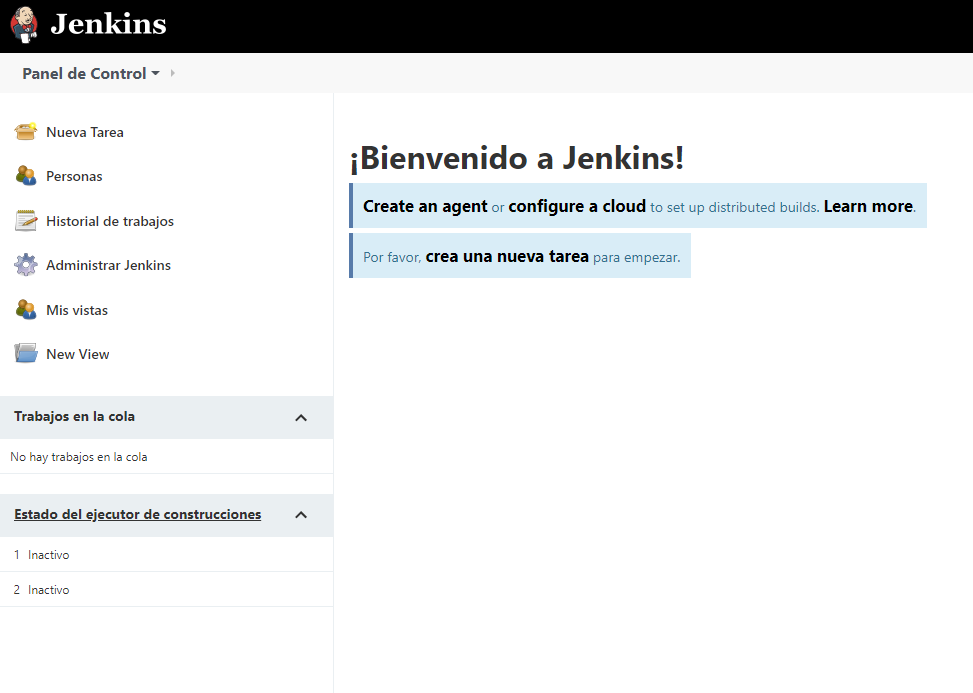 Jenkins
Panel de Control
Nueva Tarea
Personas
Historial de trabajos
Administrar Jenkins
Mis vistas
New View
Trabajos en la cola
No hay trabajos en la cola
Estado del ejecutor de construcciones
1 Inactivo
2 Inactivo
¡Bienvenido a Jenkins!
Create an agent or configure a cloud to set up distributed builds. Learn more.
Por favor, crea una nueva tarea para empezar.